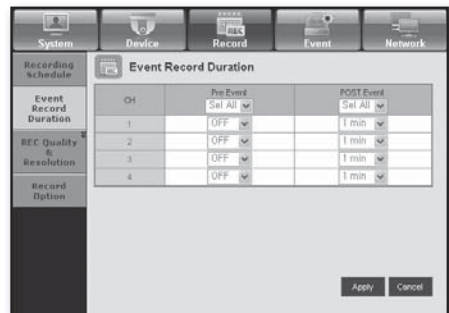 System Device Record Event Network
Recording
Schedule
Event
Record
Duration
REC Quality
&
Resolution
Record
Option
REC
Event Record Duration
CH Pre Event POST Event
Sel All Sel All
1 OFF 1 min
2 OFF 1 min
3 OFF 1 min
4 OFF 1 min
Apply Cancel